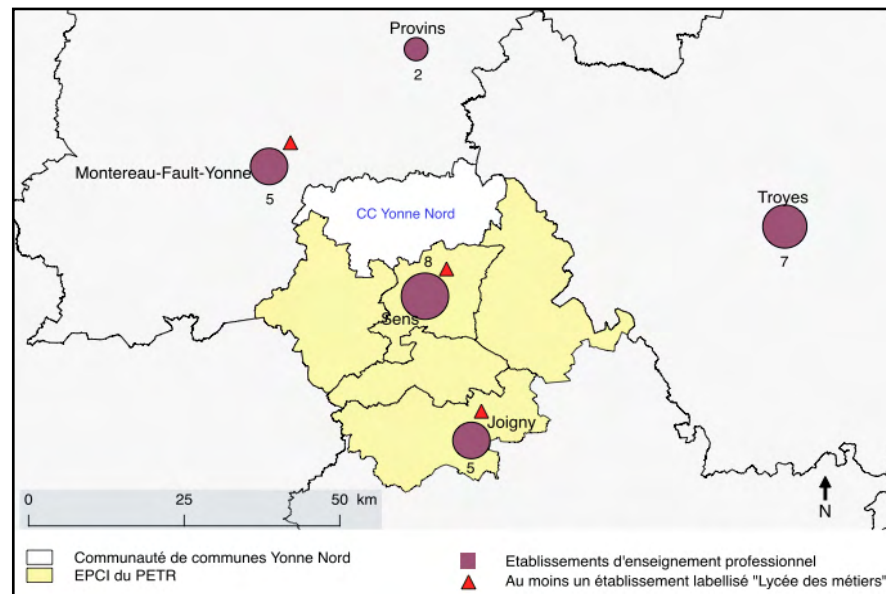 Provins
2
Montereau-Fault-Yonne
5
CC Yonne Nord
Troyes
7
8
Sens
Joigny
5
0 25 50 km
N
Communauté de communes Yonne Nord
EPCI du PETR
Etablissements d'enseignement professionnel
Au moins un établissement labellisé "Lycée des métiers"